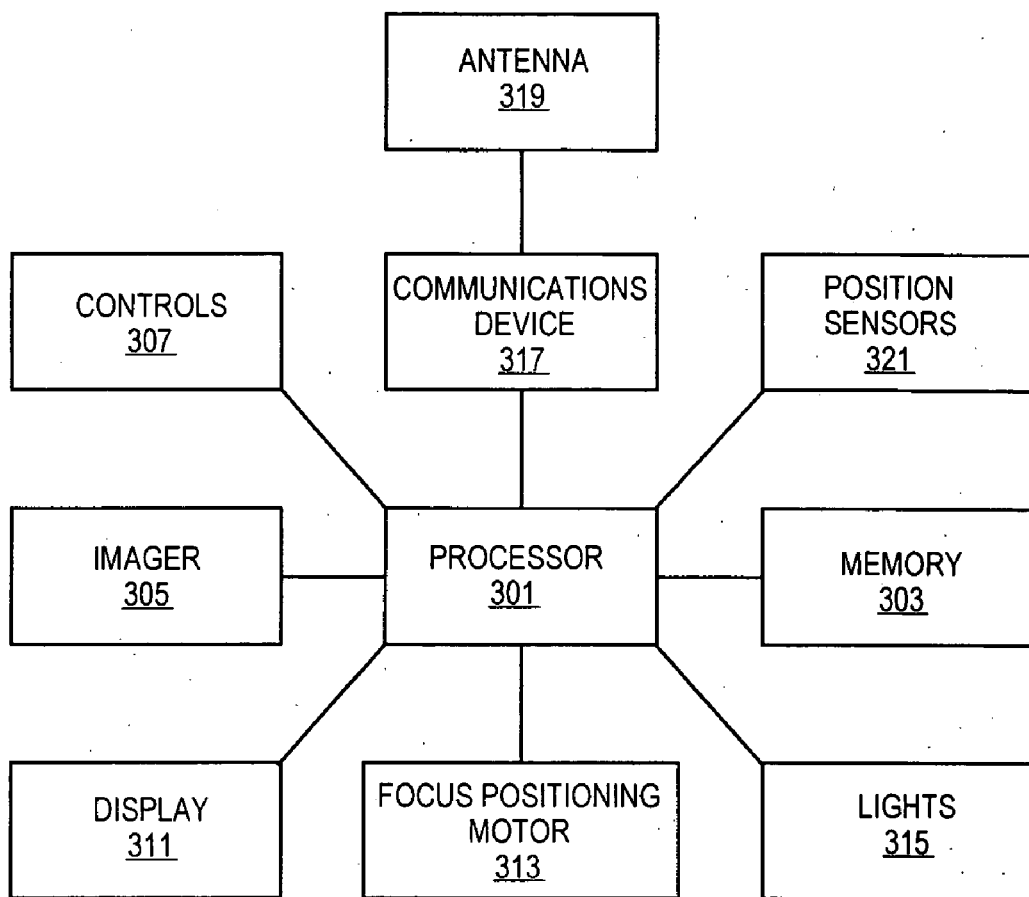 ANTENNA
319
CONTROLS
307
COMMUNICATIONS
DEVICE
317
POSITION
SENSORS
321
IMAGER
305
PROCESSOR
301
MEMORY
303
DISPLAY
311
FOCUS POSITIONING
MOTOR
313
LIGHTS
315